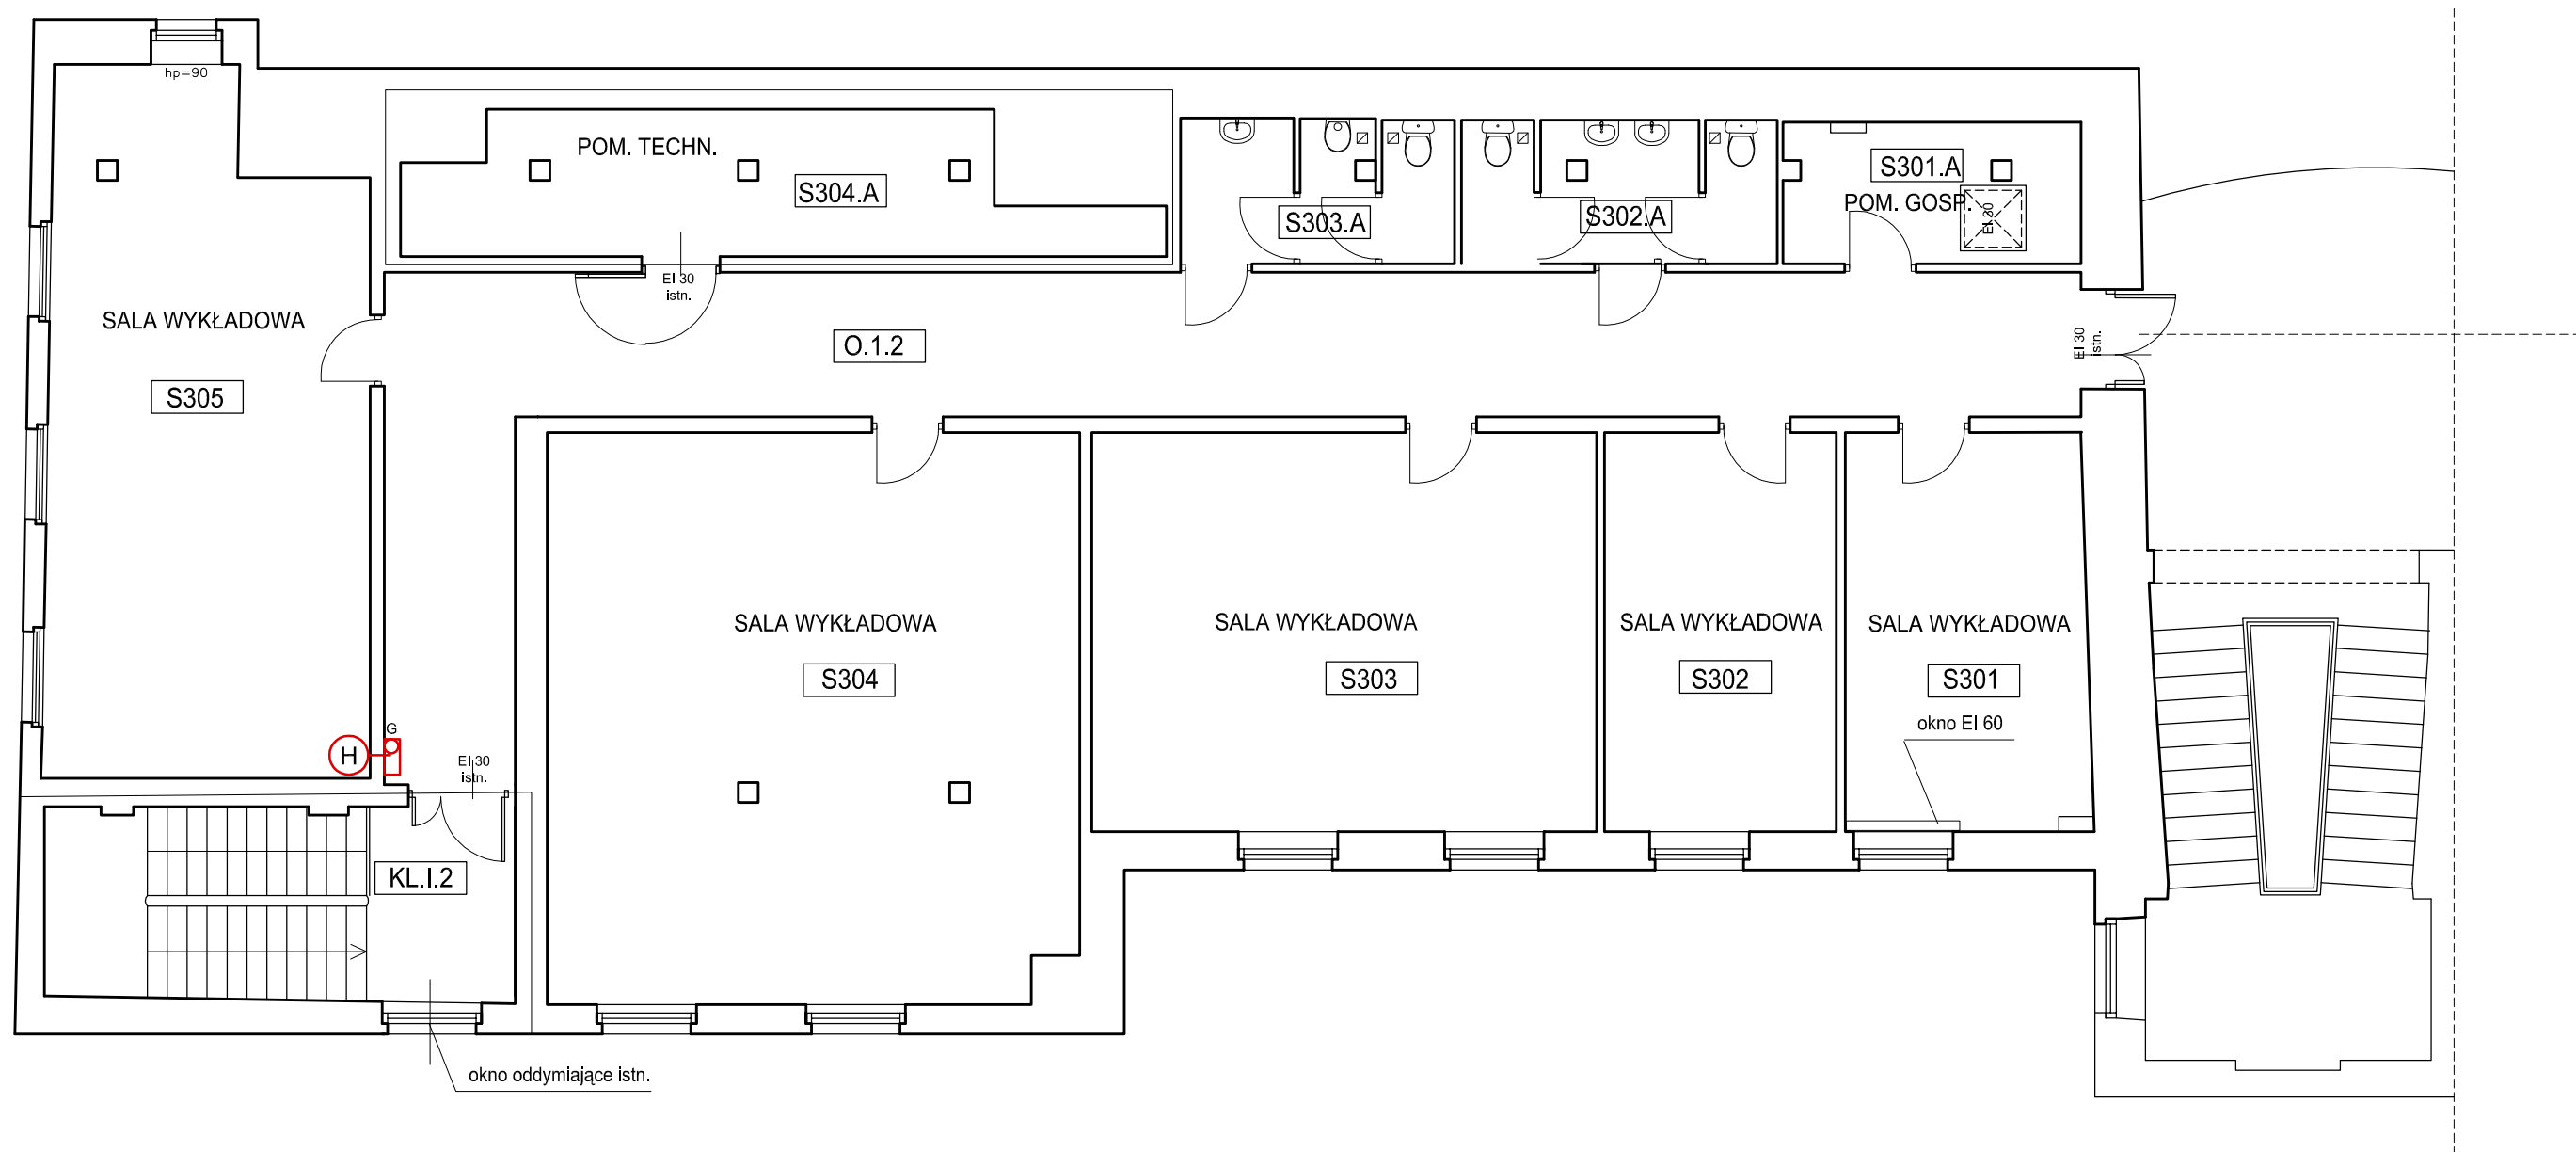 hp=90
POM. TECHN.
S304.A
S303.A
S302.A
S301.A
POM. GOSP.
EI 30
EI 30
istn.
SALA WYKŁADOWA
S305
O.1.2
EI 30
istn.
SALA WYKŁADOWA
S304
SALA WYKŁADOWA
S303
SALA WYKŁADOWA
S302
SALA WYKŁADOWA
S301
okno EI 60
G
H
EI 30
istn.
KL.I.2
okno oddymiające istn.